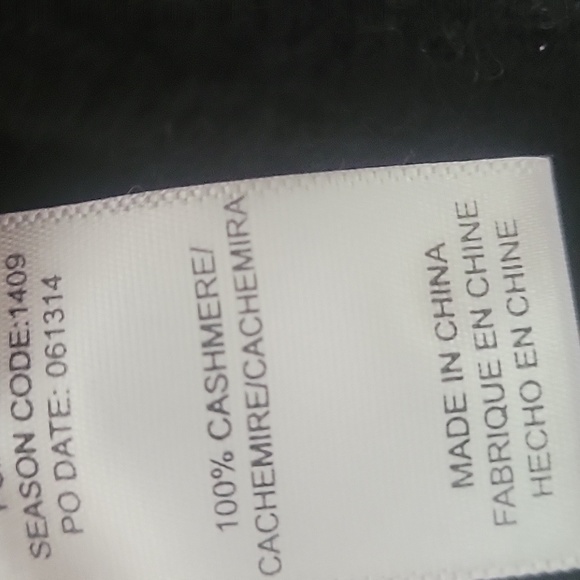 SEASON CODE:1409
PO DATE: 061314
100% CASHMERE/
CACHEMIRE/CACHEMIRA
MADE IN CHINA
FABRIQUE EN CHINE
HECHO EN CHINE